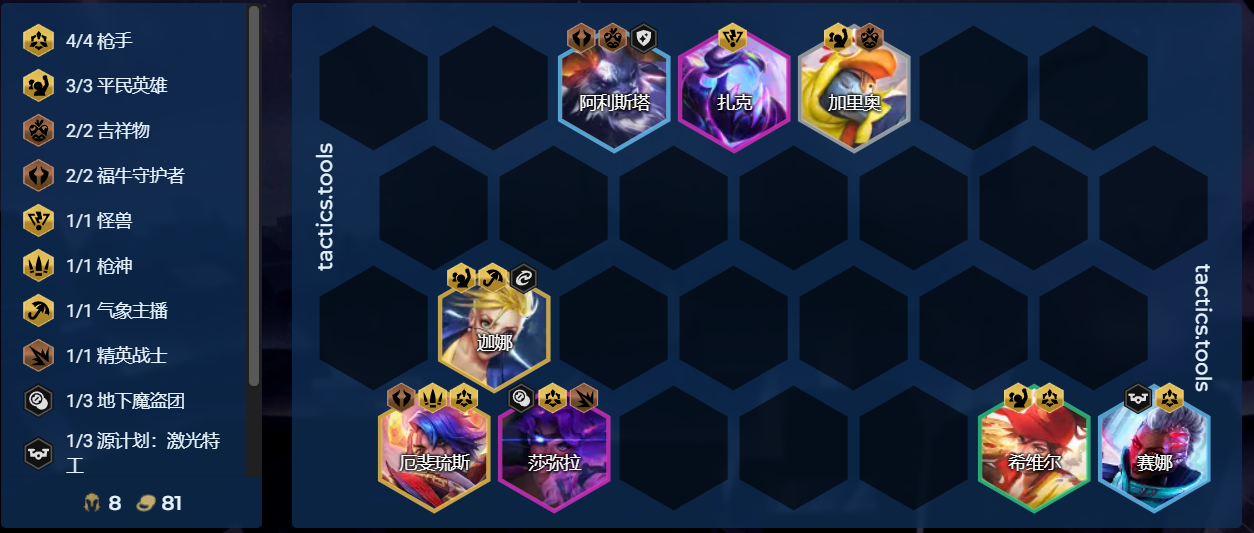 4/4 枪手
3/3 平民英雄
2/2 吉祥物
2/2 福牛守护者
1/1 怪兽
1/1 枪神
1/1 气象主播
1/1 精英战士
1/3 地下魔盗团
1/3 源计划：激光特
工
8 81
tactics.tools
阿利斯塔 扎克 加里奥
迦娜
tactics.tools
厄斐琉斯 莎弥拉 希维尔 赛娜